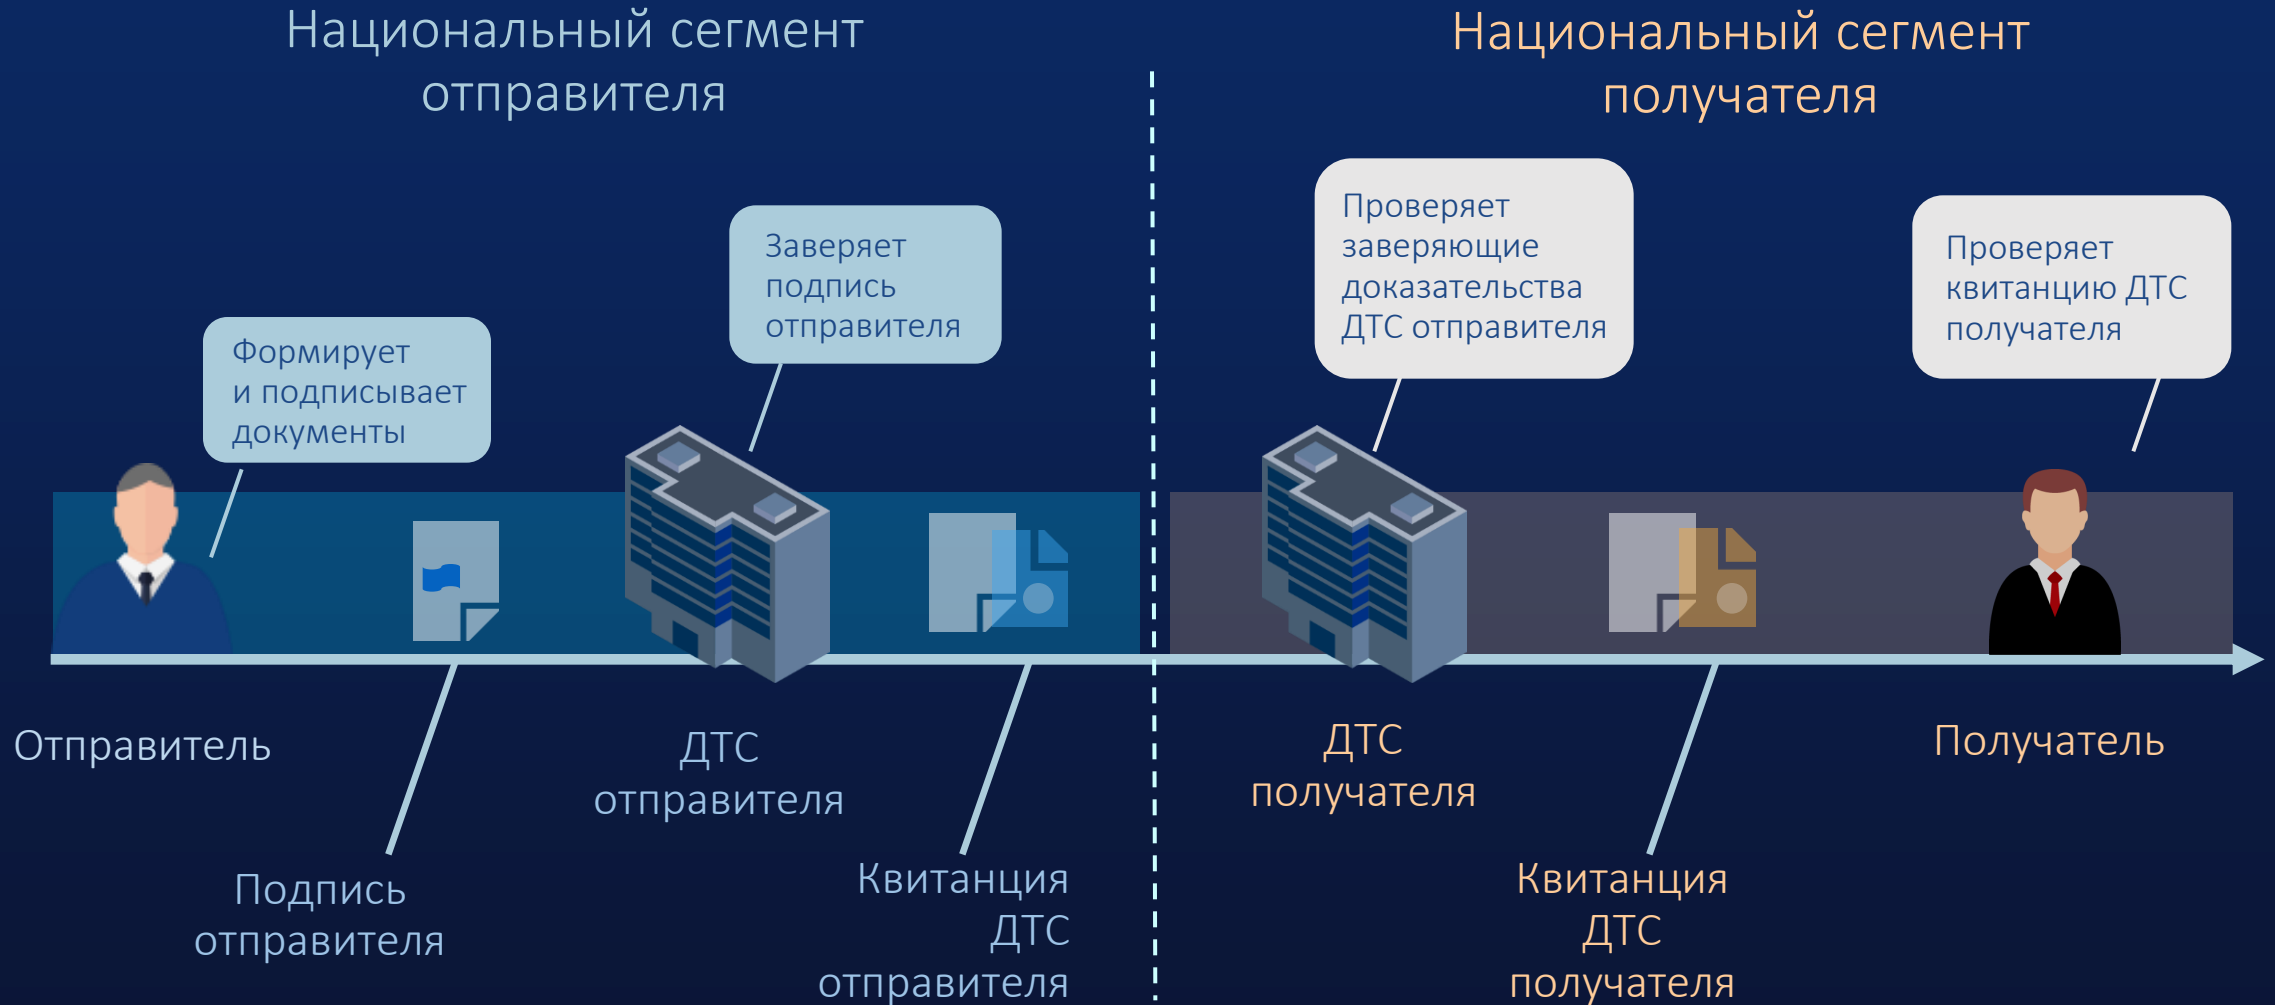 Национальный сегмент
отправителя
Национальный сегмент
получателя
Формирует
и подписывает
документы
Заверяет
подпись
отправителя
Проверяет
заверяющие
доказательства
ДТС отправителя
Проверяет
квитанцию ДТС
получателя
Отправитель
ДТС
отправителя
ДТС
получателя
Получатель
Подпись
отправителя
Квитанция
ДТС
отправителя
Квитанция
ДТС
получателя